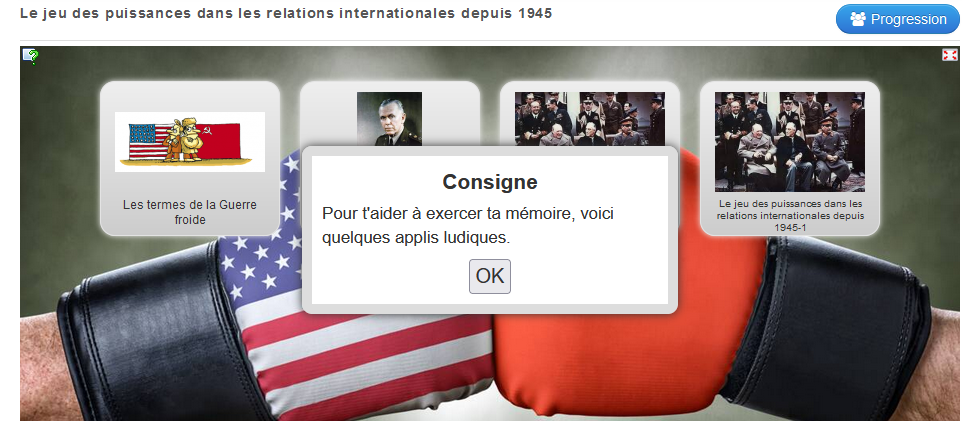 Le jeu des puissances dans les relations internationales depuis 1945
Progression
Les termes de la Guerre
froide
Le jeu des puissances dans les
relations internationales depuis
1945-1
Consigne
Pour t'aider à exercer ta mémoire, voici
quelques applis ludiques.
OK